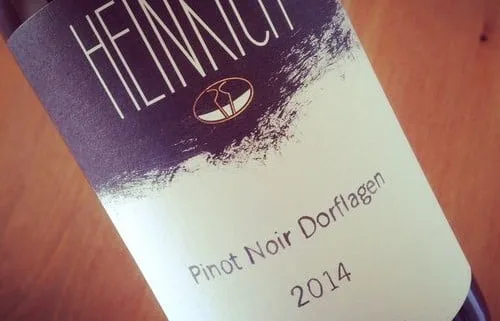 HEINRICH
Pinot Noir Dorflagen
2014